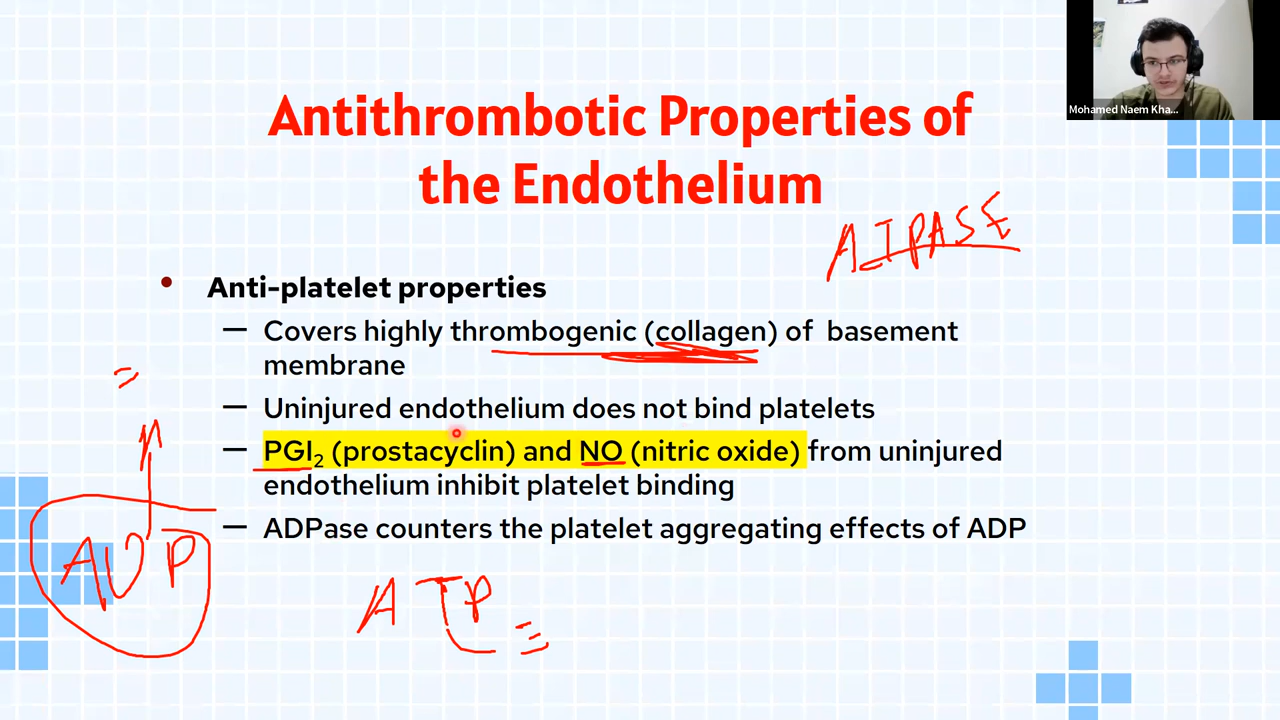 Mohamed Naem Kha...
Antithrombotic Properties of
the Endothelium
ATPASE
• Anti-platelet properties
— Covers highly thrombogenic (collagen) of basement
membrane
— Uninjured endothelium does not bind platelets
— PGI₂ (prostacyclin) and NO (nitric oxide) from uninjured
endothelium inhibit platelet binding
— ADPase counters the platelet aggregating effects of ADP
ADP
ATP